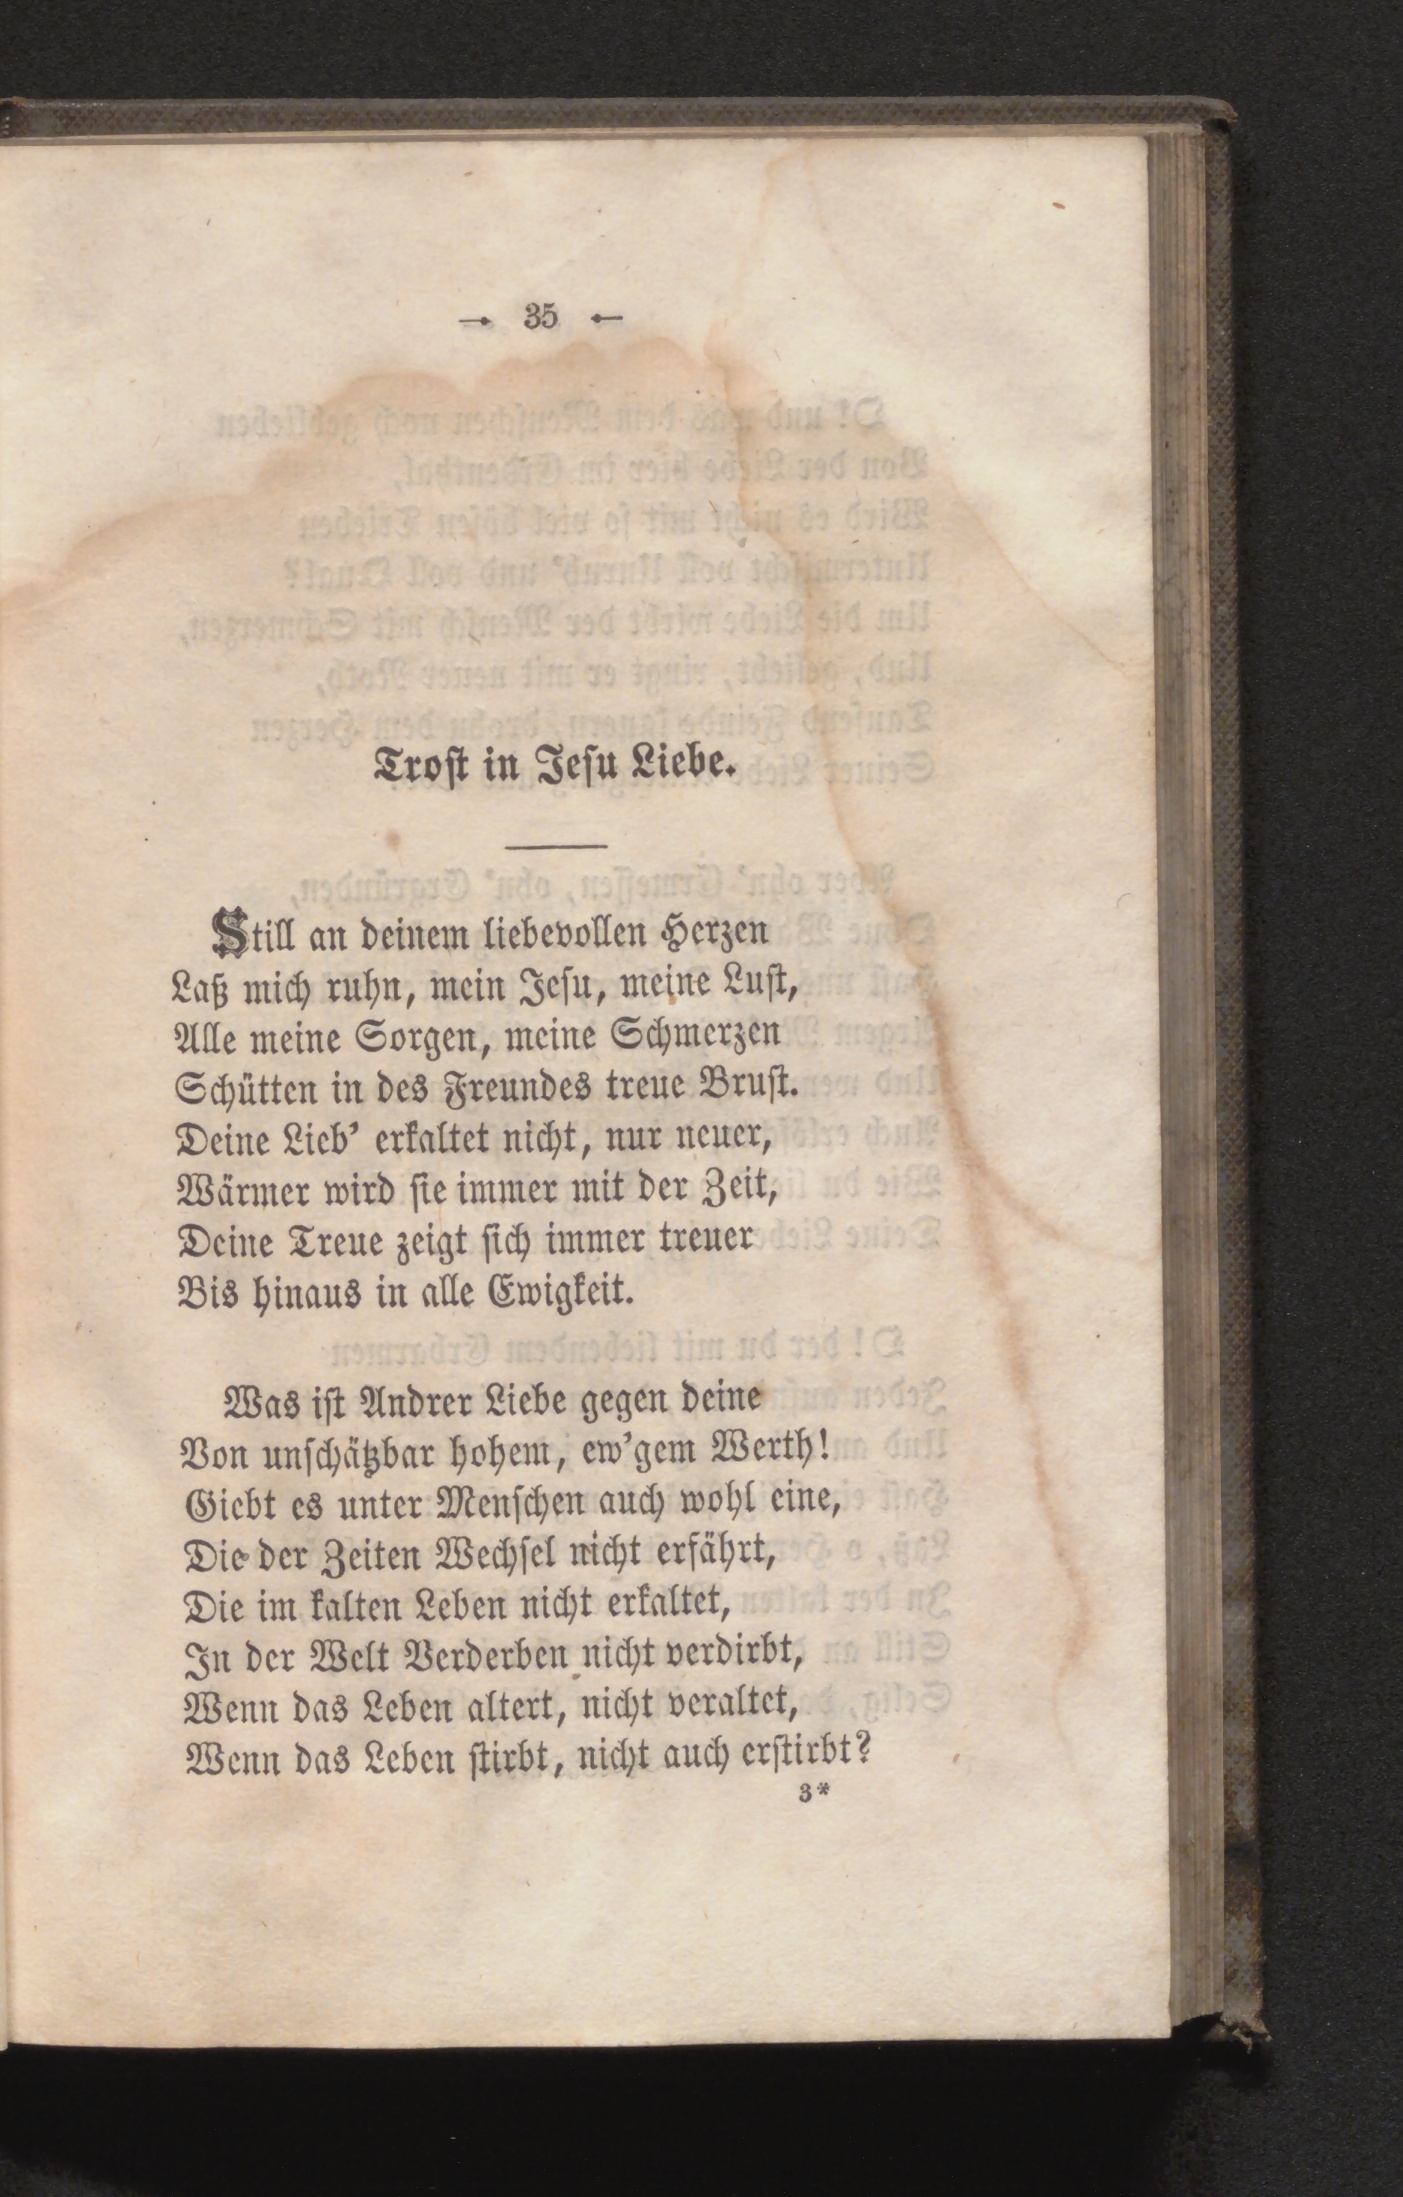 35
Trost in Jesu Liebe.
Still an deinem liebevollen Herzen
Laß mich ruhn, mein Jesu, meine Lust,
Alle meine Sorgen, meine Schmerzen
Schütten in des Freundes treue Brust.
Deine Lieb’ erkaltet nicht, nur neuer,
Wärmer wird sie immer mit der Zeit,
Deine Treue zeigt sich immer treuer
Bis hinaus in alle Ewigkeit.
Was ist Andrer Liebe gegen deine
Von unschätzbar hohem, ew’gem Werth!
Giebt es unter Menschen auch wohl eine,
Die der Zeiten Wechsel nicht erfährt,
Die im kalten Leben nicht erkaltet,
In der Welt Verderben nicht verdirbt,
Wenn das Leben altert, nicht veraltet,
Wenn das Leben stirbt, nicht auch erstirbt?
3*